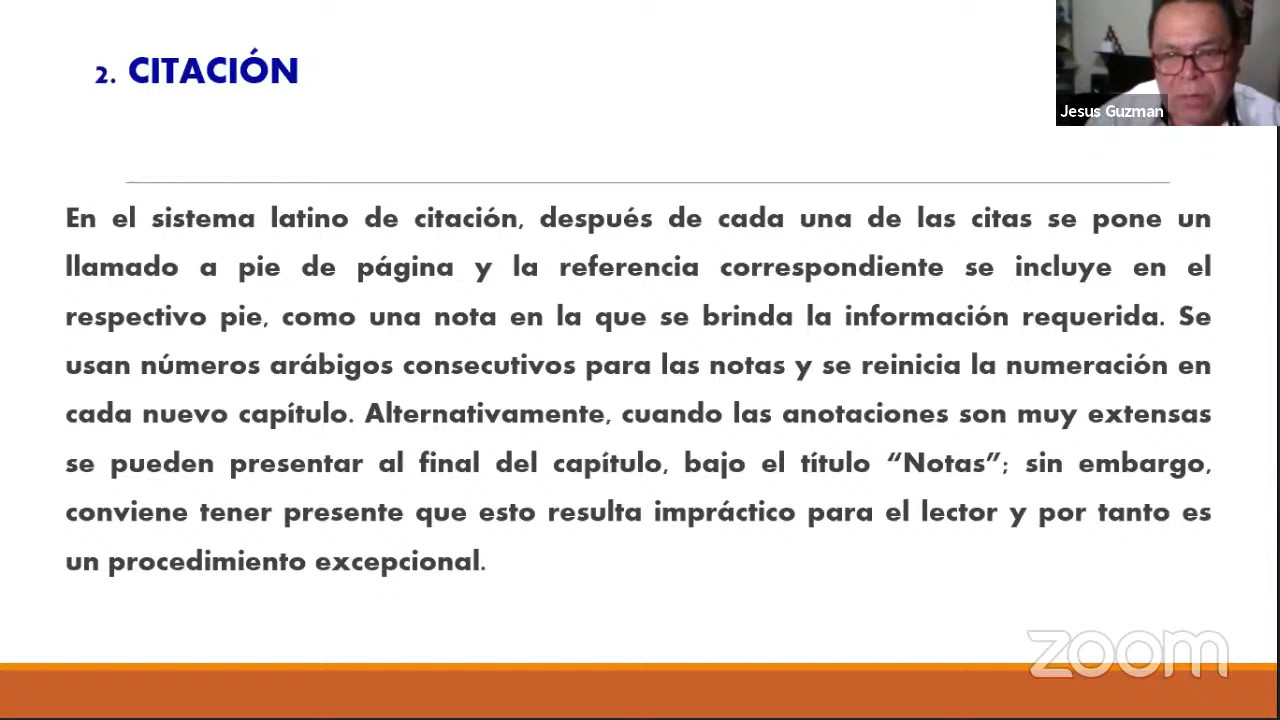 2. CITACIÓN
Jesus Guzman
En el sistema latino de citación, después de cada una de las citas se pone un
llamado a pie de página y la referencia correspondiente se incluye en el
respectivo pie, como una nota en la que se brinda la información requerida. Se
usan números arábigos consecutivos para las notas y se reinicia la numeración en
cada nuevo capítulo. Alternativamente, cuando las anotaciones son muy extensas
se pueden presentar al final del capítulo, bajo el título “Notas”; sin embargo,
conviene tener presente que esto resulta impráctico para el lector y por tanto es
un procedimiento excepcional.
zoom